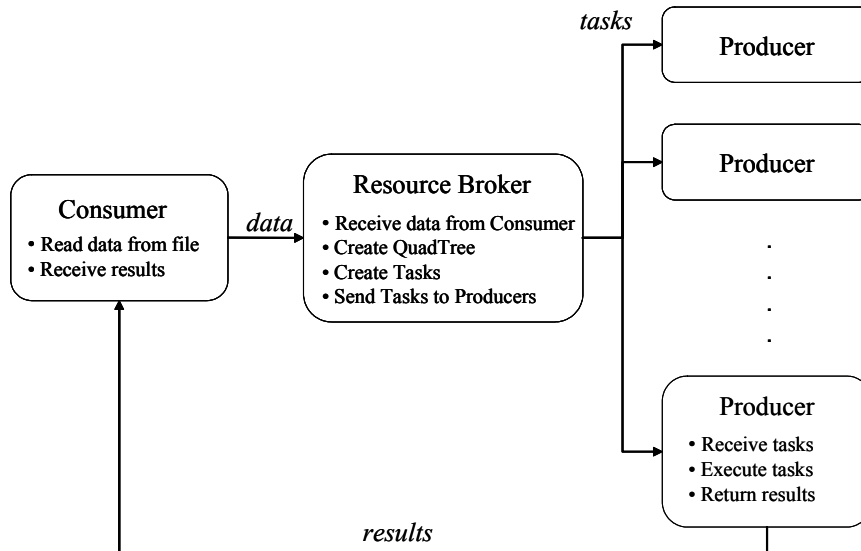 tasks
Producer
Producer
Consumer
• Read data from file
• Receive results
data
Resource Broker
• Receive data from Consumer
• Create QuadTree
• Create Tasks
• Send Tasks to Producers
Producer
• Receive tasks
• Execute tasks
• Return results
results